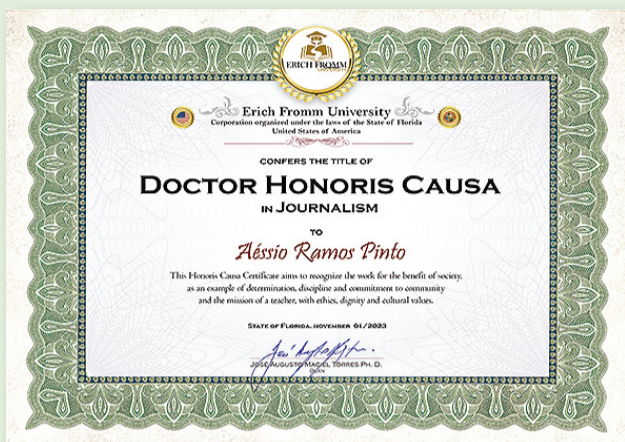 ERICH FROMM
UNIVERSITY
Erich Fromm University
Corporation organized under the laws of the State of Florida
United States of America
CONFERS THE TITLE OF
DOCTOR HONORIS CAUSA
IN JOURNALISM
TO
Aéssio Ramos Pinto
This Honoris Causa Certificate aims to recognize the work for the benefit of society,
as an example of determination, discipline and commitment to community
and the mission of a teacher, with ethics, dignity and cultural values.
STATE OF FLORIDA, NOVEMBER 01/2023
JOSÉ AUGUSTO MACIEL TORRES PH. D.